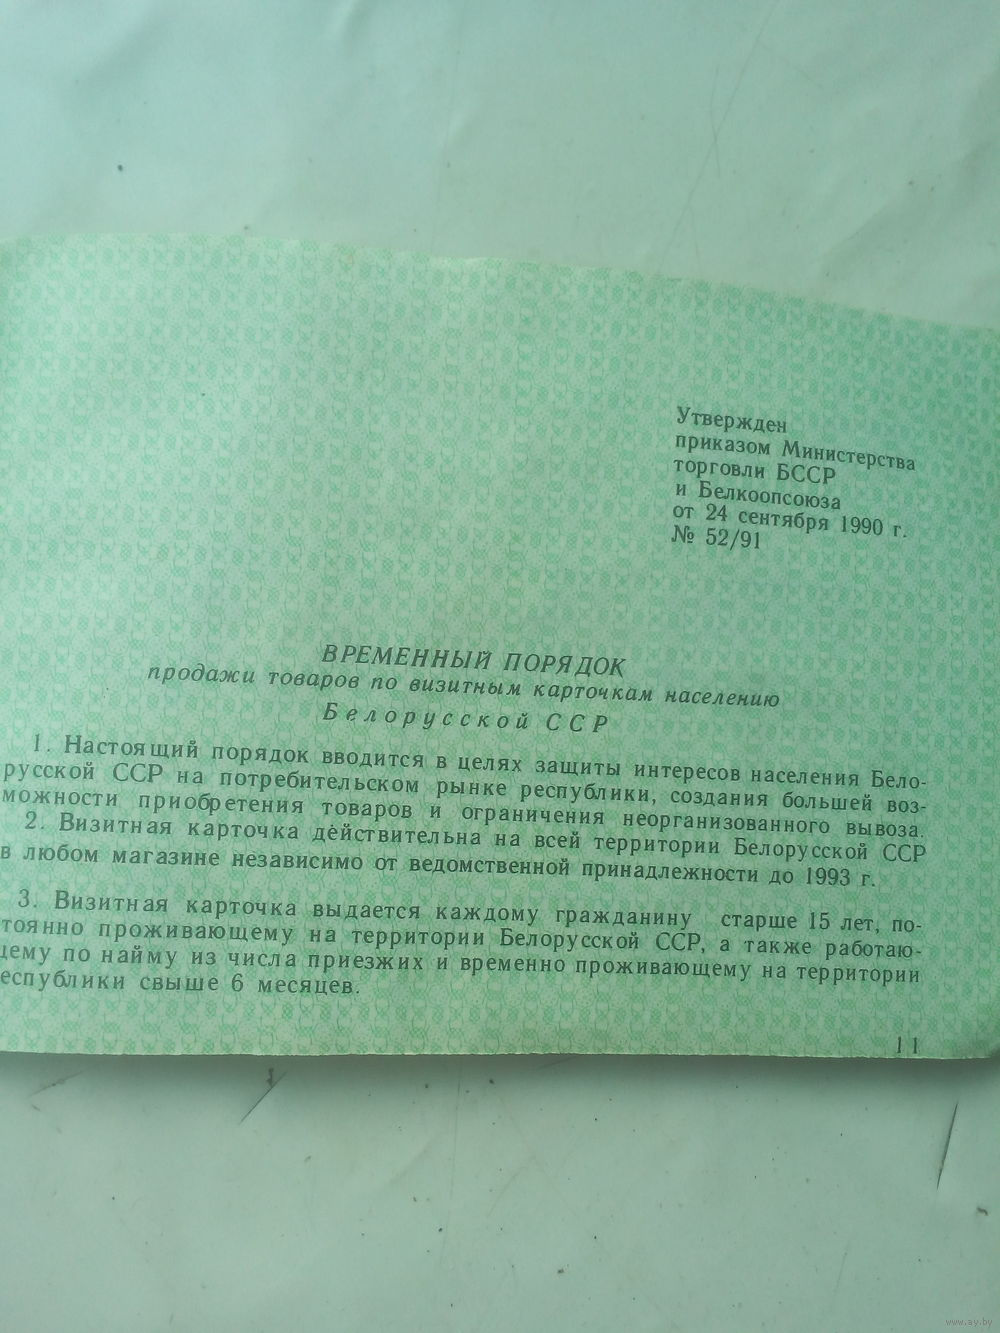 Утвержден
приказом Министерства
торговли БССР
и Белкоопсоюза
от 24 сентября 1990 г.
№ 52/91
ВРЕМЕННЫЙ ПОРЯДОК
продажи товаров по визитным карточкам населению
Белорусской ССР
1. Настоящий порядок вводится в целях защиты интересов населения Бело-
русской ССР на потребительском рынке республики, создания большей воз-
можности приобретения товаров и ограничения неорганизованного вывоза.
2. Визитная карточка действительна на всей территории Белорусской ССР
в любом магазине независимо от ведомственной принадлежности до 1993 г.
3. Визитная карточка выдается каждому гражданину старше 15 лет, по-
тоянно проживающему на территории Белорусской ССР, а также работаю-
щему по найму из числа приезжих и временно проживающему на территории
еспублики свыше 6 месяцев.
11
www.ay.by